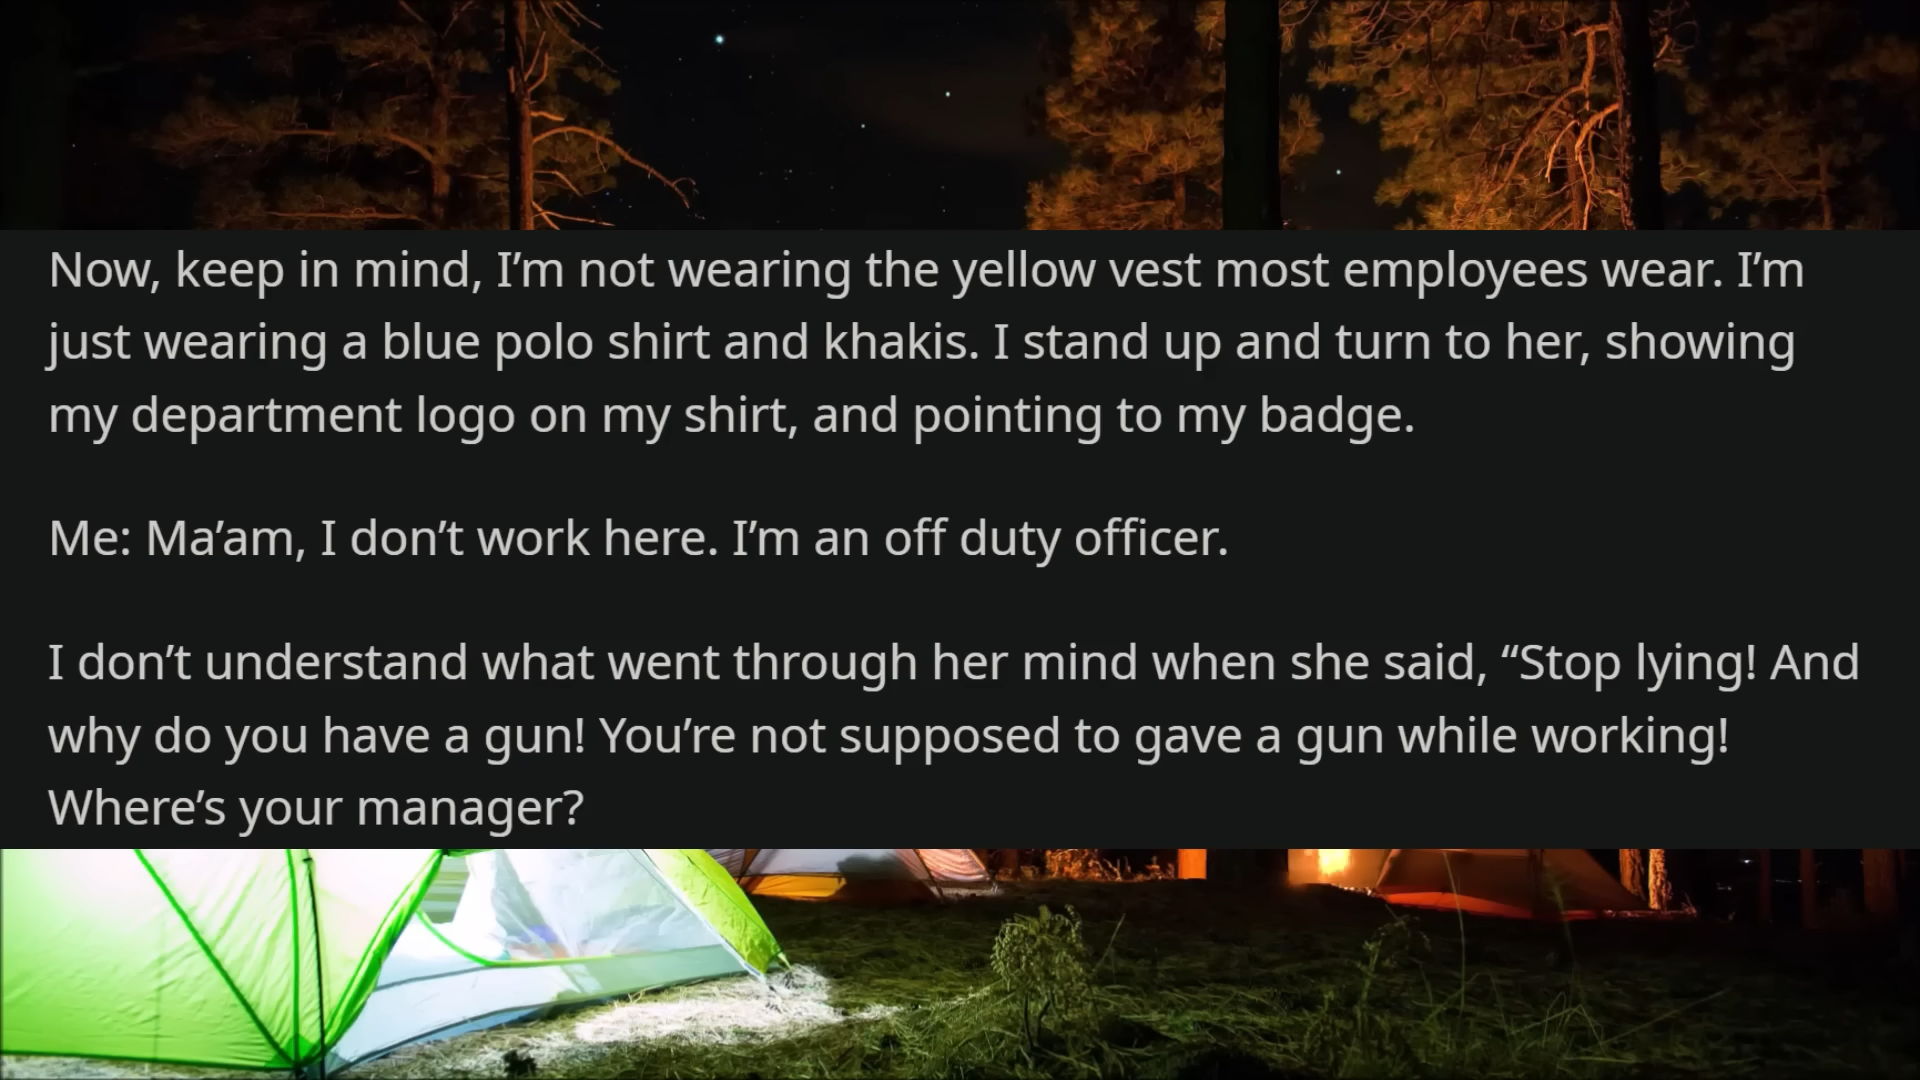 Now, keep in mind, I’m not wearing the yellow vest most employees wear. I’m
just wearing a blue polo shirt and khakis. I stand up and turn to her, showing
my department logo on my shirt, and pointing to my badge.
Me: Ma’am, I don’t work here. I’m an off duty officer.
I don’t understand what went through her mind when she said, “Stop lying! And
why do you have a gun! You’re not supposed to gave a gun while working!
Where’s your manager?